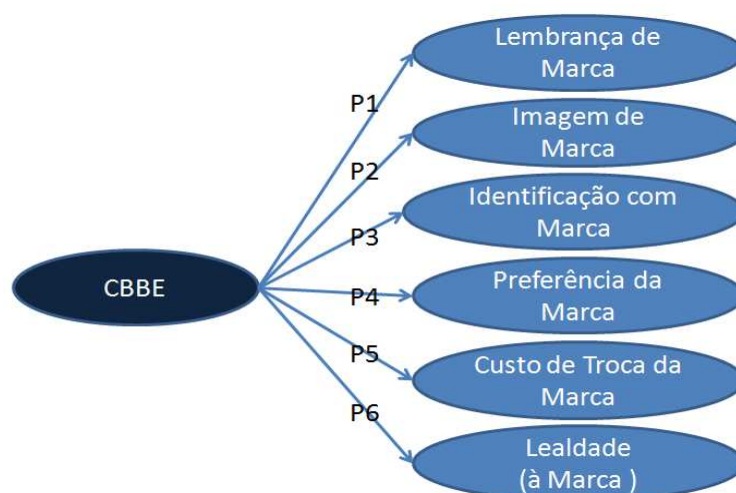 Lembrança de
Marca
P1
Imagem de
Marca
P2
Identificação com
Marca
P3
CBBE
Preferência da
Marca
P4
P5
Custo de Troca da
Marca
P6
Lealdade
(à Marca )